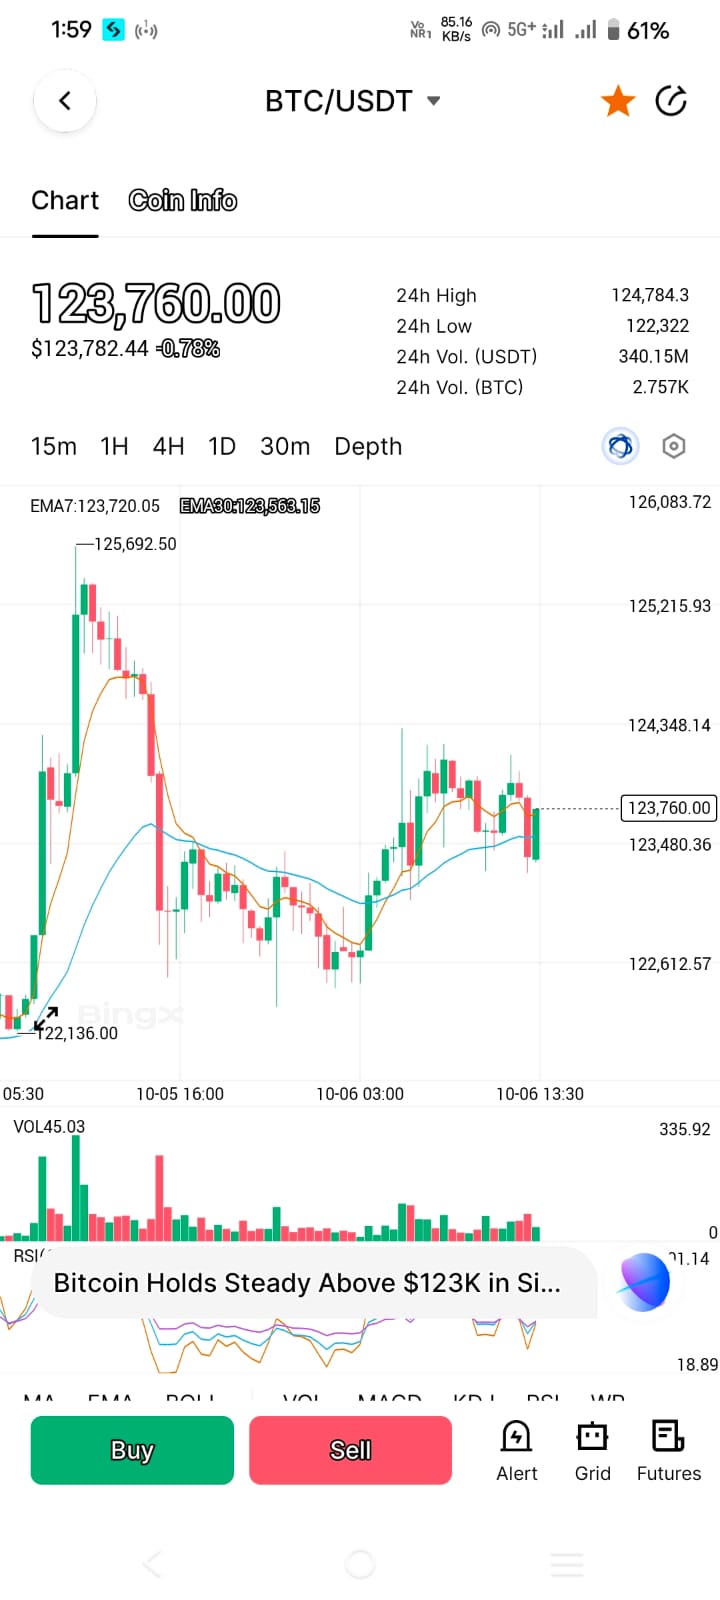 1:59 Vo NR1 85.16 KB/s 5G+ 61%
BTC/USDT
Chart Coin Info
123,760.00
$123,782.44 -0.78%
24h High 124,784.3
24h Low 122,322
24h Vol. (USDT) 340.15M
24h Vol. (BTC) 2.757K
15m 1H 4H 1D 30m Depth
EMA7:123,720.05 EMA30:123,563.15
126,083.72
125,692.50
125,215.93
124,348.14
123,760.00
123,480.36
122,612.57
BingX
122,136.00
05:30 10-05 16:00 10-06 03:00 10-06 13:30
VOL45.03 335.92
0
RSI(
Bitcoin Holds Steady Above $123K in Si...
18.89
MA EMA BOLL VOL MACD KDJ RSI WR
Buy Sell
Alert Grid Futures